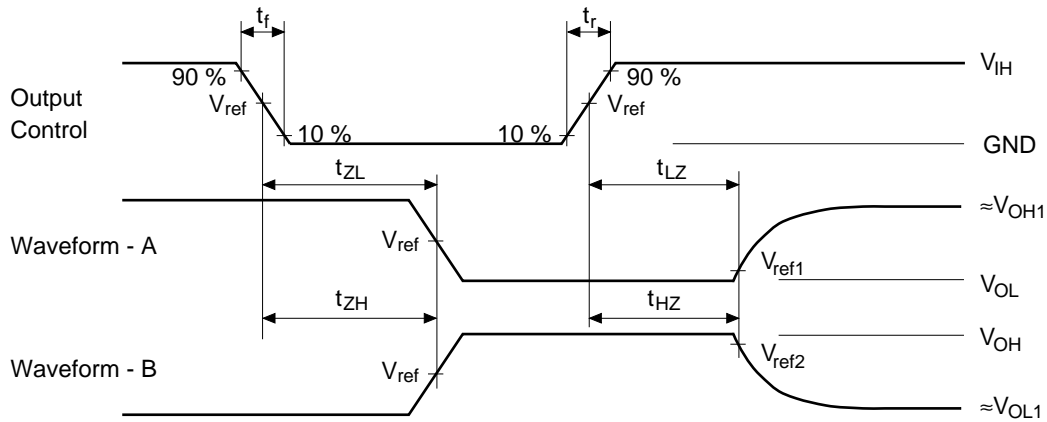 tf
tr
90 %
90 %
VIH
Output
Control
Vref
Vref
10 %
10 %
GND
tZL
tLZ
≈VOH1
Waveform - A
Vref
Vref1
VOL
tZH
tHZ
VOH
Waveform - B
Vref
Vref2
≈VOL1